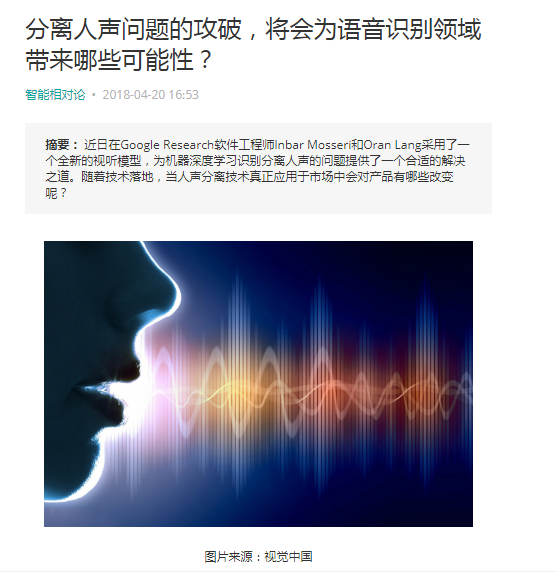 分离人声问题的攻破，将会为语音识别领域
带来哪些可能性？
智能相对论 • 2018-04-20 16:53
摘要： 近日在Google Research软件工程师Inbar Mosseri和Oran Lang采用了一
个全新的视听模型，为机器深度学习识别分离人声的问题提供了一个合适的解决
之道。随着技术落地，当人声分离技术真正应用于市场中会对产品有哪些改变
呢？
图片来源：视觉中国